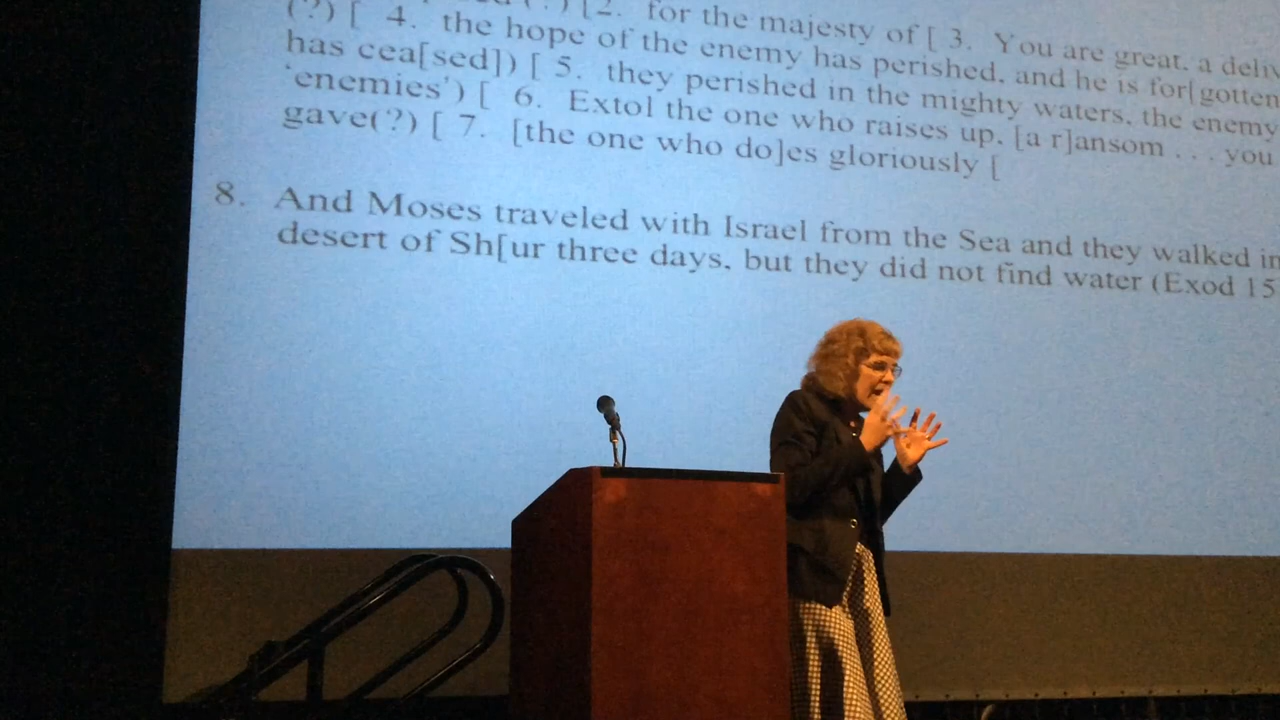 (?) [ 4. the hope of the enemy has perished, and he is for[gotten
[2. for the majesty of [ 3. You are great, a deliv
has cea[sed]) [ 5. they perished in the mighty waters, the enemy
'enemies') [ 6. Extol the one who raises up, [a r]ansom . . . you
gave(?) [ 7. [the one who do]es gloriously [
8. And Moses traveled with Israel from the Sea and they walked in
desert of Sh[ur three days, but they did not find water (Exod 15